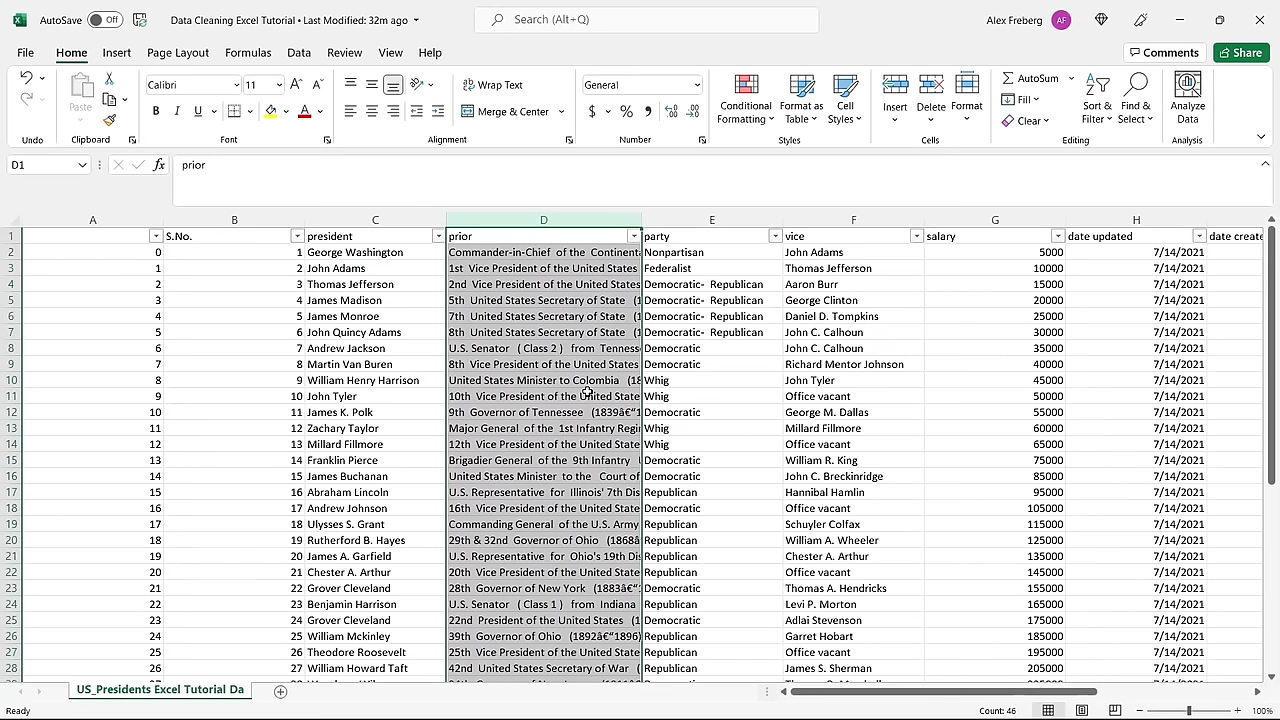 AutoSave Off Data Cleaning Excel Tutorial • Last Modified: 32m ago Search (Alt+Q) Alex Freberg AF
File Home Insert Page Layout Formulas Data Review View Help Comments Share
Calibri 11 Wrap Text General AutoSum
Paste Merge & Center $ % Conditional Formatting Format as Table Cell Styles Insert Delete Format Fill Clear Sort & Filter Find & Select Analyze Data
Undo Clipboard Font Alignment Number Styles Cells Editing Analysis
D1 fx prior
A B C D E F G H
1 S.No. president prior party vice salary date updated date create
2 0 1 George Washington Commander-in-Chief of the Continent Nonpartisan John Adams 5000 7/14/2021
3 1 2 John Adams 1st Vice President of the United States Federalist Thomas Jefferson 10000 7/14/2021
4 2 3 Thomas Jefferson 2nd Vice President of the United States Democratic- Republican Aaron Burr 15000 7/14/2021
5 3 4 James Madison 5th United States Secretary of State (1 Democratic- Republican George Clinton 20000 7/14/2021
6 4 5 James Monroe 7th United States Secretary of State (1 Democratic- Republican Daniel D. Tompkins 25000 7/14/2021
7 5 6 John Quincy Adams 8th United States Secretary of State (1 Democratic- Republican John C. Calhoun 30000 7/14/2021
8 6 7 Andrew Jackson U.S. Senator ( Class 2 ) from Tenness Democratic John C. Calhoun 35000 7/14/2021
9 7 8 Martin Van Buren 8th Vice President of the United States Democratic Richard Mentor Johnson 40000 7/14/2021
10 8 9 William Henry Harrison United States Minister to Colombia (18 Whig John Tyler 45000 7/14/2021
11 9 10 John Tyler 10th Vice President of the United State Whig Office vacant 50000 7/14/2021
12 10 11 James K. Polk 9th Governor of Tennessee (1839â€“1 Democratic George M. Dallas 55000 7/14/2021
13 11 12 Zachary Taylor Major General of the 1st Infantry Regi Whig Millard Fillmore 60000 7/14/2021
14 12 13 Millard Fillmore 12th Vice President of the United State Whig Office vacant 65000 7/14/2021
15 13 14 Franklin Pierce Brigadier General of the 9th Infantry Democratic William R. King 75000 7/14/2021
16 14 15 James Buchanan United States Minister to the Court of Democratic John C. Breckinridge 85000 7/14/2021
17 15 16 Abraham Lincoln U.S. Representative for Illinois' 7th Dis Republican Hannibal Hamlin 95000 7/14/2021
18 16 17 Andrew Johnson 16th Vice President of the United State Republican Office vacant 105000 7/14/2021
19 17 18 Ulysses S. Grant Commanding General of the U.S. Army Republican Schuyler Colfax 115000 7/14/2021
20 18 19 Rutherford B. Hayes 29th & 32nd Governor of Ohio (1868â Republican William A. Wheeler 125000 7/14/2021
21 19 20 James A. Garfield U.S. Representative for Ohio's 19th Dis Republican Chester A. Arthur 135000 7/14/2021
22 20 21 Chester A. Arthur 20th Vice President of the United State Republican Office vacant 145000 7/14/2021
23 21 22 Grover Cleveland 28th Governor of New York (1883â€“ Democratic Thomas A. Hendricks 155000 7/14/2021
24 22 23 Benjamin Harrison U.S. Senator ( Class 1 ) from Indiana Republican Levi P. Morton 165000 7/14/2021
25 23 24 Grover Cleveland 22nd President of the United States (1 Democratic Adlai Stevenson 175000 7/14/2021
26 24 25 William Mckinley 39th Governor of Ohio (1892â€“1896) Republican Garret Hobart 185000 7/14/2021
27 25 26 Theodore Roosevelt 25th Vice President of the United State Republican Office vacant 195000 7/14/2021
28 26 27 William Howard Taft 42nd United States Secretary of War ( Republican James S. Sherman 205000 7/14/2021
US_Presidents Excel Tutorial Da
Ready Count: 46 100%